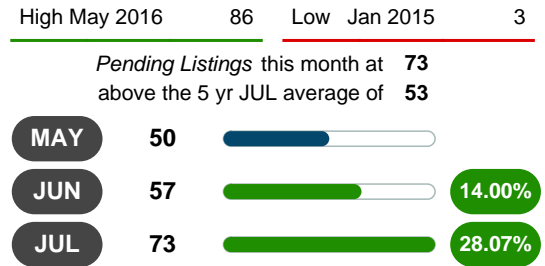 High May 2016 86 Low Jan 2015 3
Pending Listings this month at 73
above the 5 yr JUL average of 53
MAY 50
JUN 57 14.00%
JUL 73 28.07%